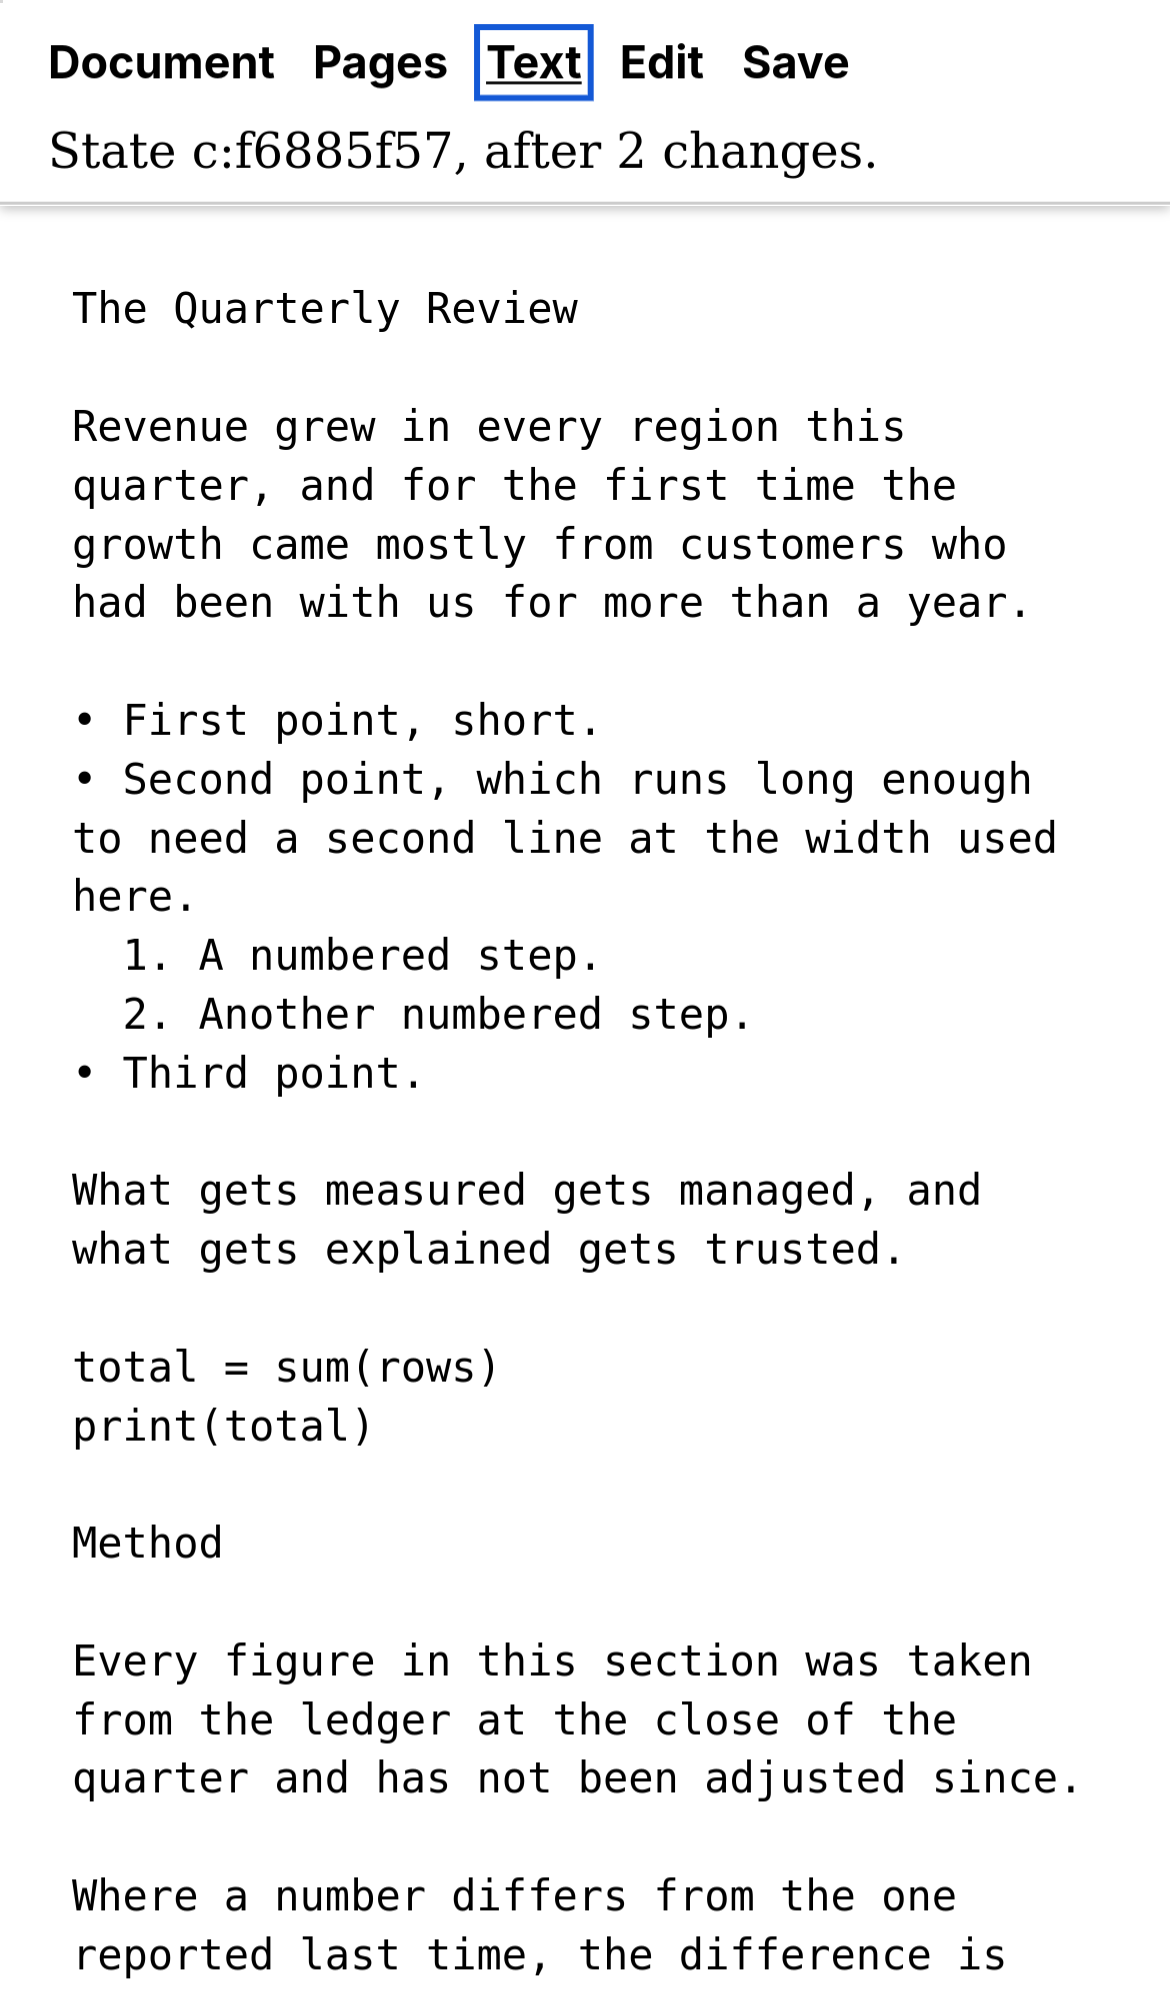 Document Pages Text Edit Save
State c:f6885f57, after 2 changes.
The Quarterly Review
Revenue grew in every region this
quarter, and for the first time the
growth came mostly from customers who
had been with us for more than a year.
• First point, short.
• Second point, which runs long enough
to need a second line at the width used
here.
1. A numbered step.
2. Another numbered step.
• Third point.
What gets measured gets managed, and
what gets explained gets trusted.
total = sum(rows)
print(total)
Method
Every figure in this section was taken
from the ledger at the close of the
quarter and has not been adjusted since.
Where a number differs from the one
reported last time, the difference is